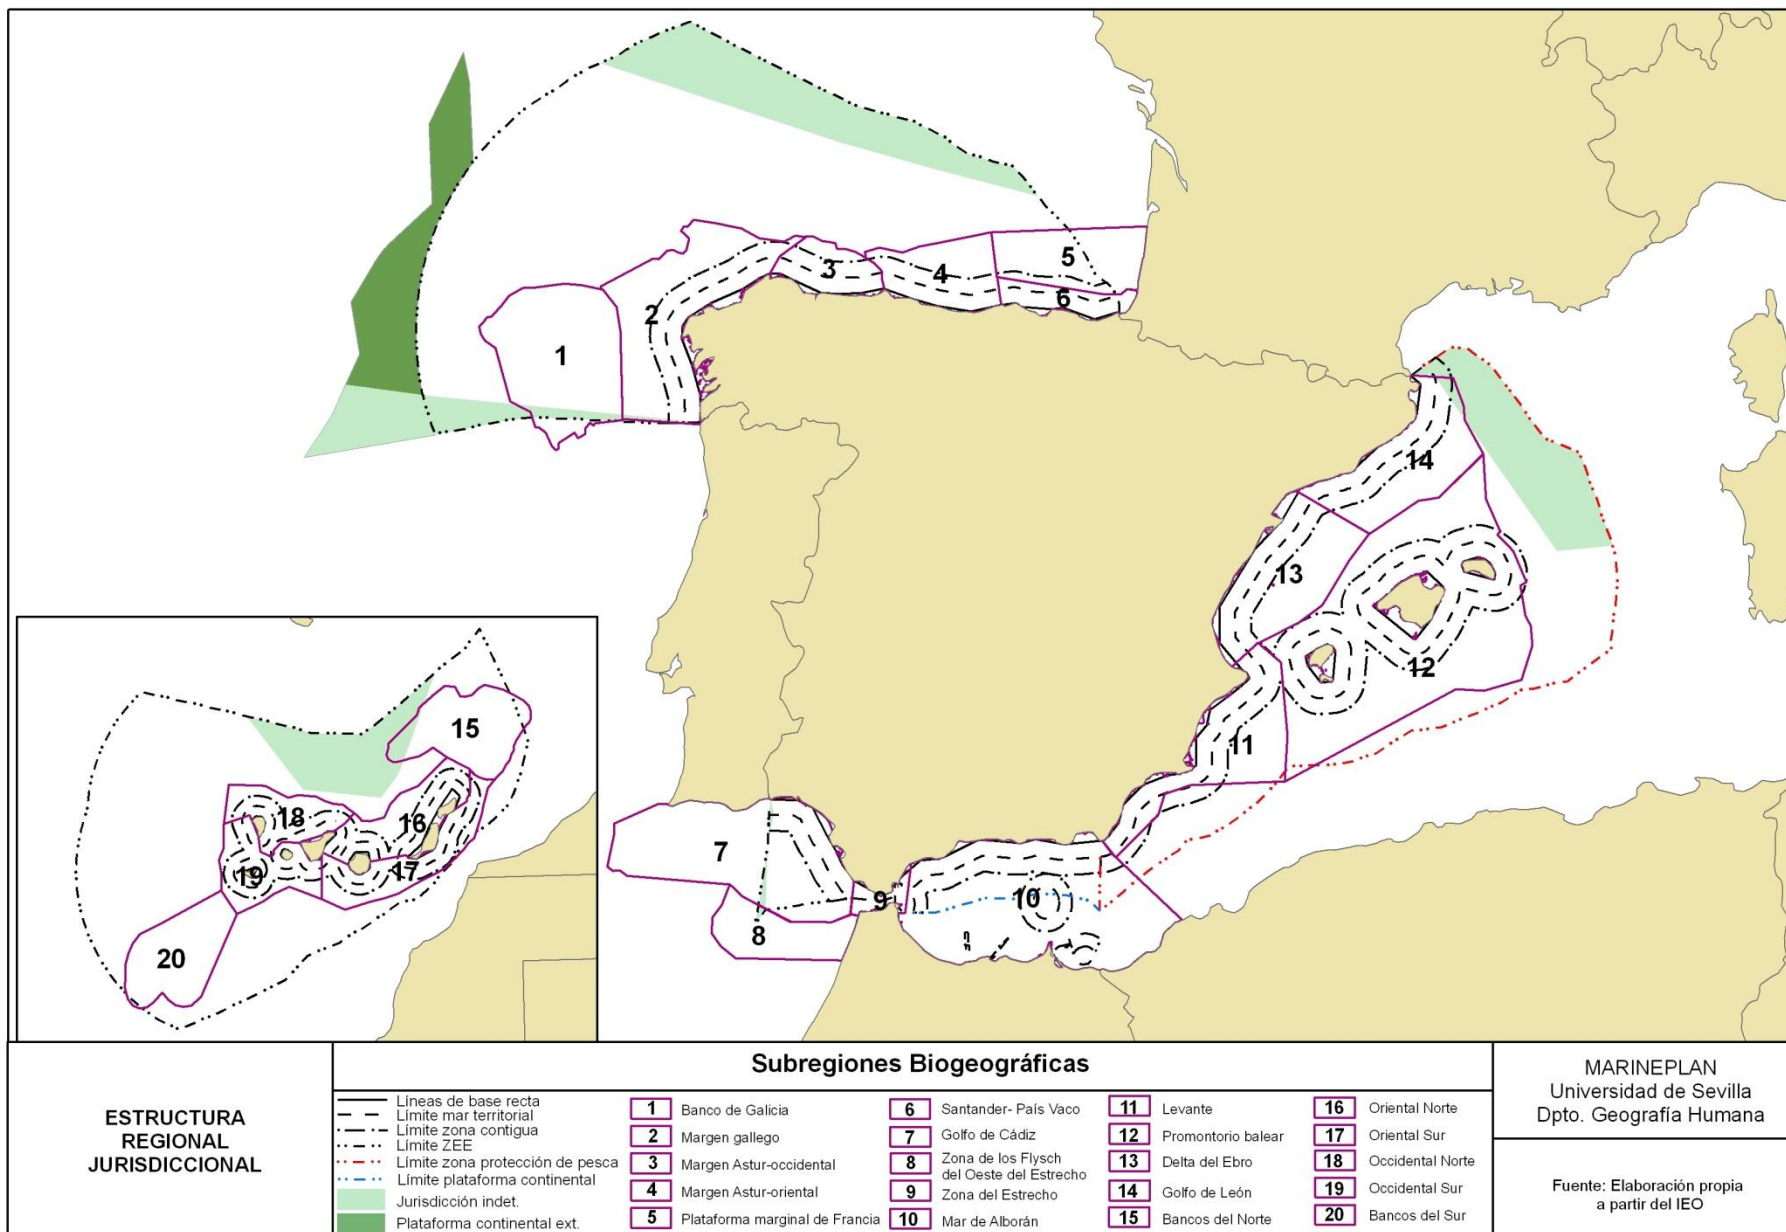 5
3
4
6
2
1
14
13
12
11
15
16
18
17
19
20
7
9
10
8
ESTRUCTURA
REGIONAL
JURISDICCIONAL
Subregiones Biogeográficas
Líneas de base recta
Límite mar territorial
Límite zona contigua
Límite ZEE
Límite zona protección de pesca
Límite plataforma continental
Jurisdicción indet.
Plataforma continental ext.
1 Banco de Galicia
2 Margen gallego
3 Margen Astur-occidental
4 Margen Astur-oriental
5 Plataforma marginal de Francia
6 Santander- País Vaco
7 Golfo de Cádiz
8 Zona de los Flysch
del Oeste del Estrecho
9 Zona del Estrecho
10 Mar de Alborán
11 Levante
12 Promontorio balear
13 Delta del Ebro
14 Golfo de León
15 Bancos del Norte
16 Oriental Norte
17 Oriental Sur
18 Occidental Norte
19 Occidental Sur
20 Bancos del Sur
MARINEPLAN
Universidad de Sevilla
Dpto. Geografía Humana
Fuente: Elaboración propia
a partir del IEO